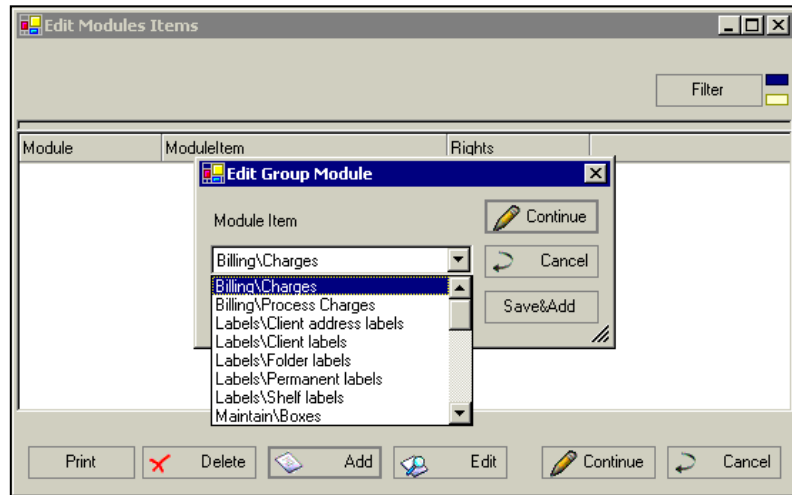 Edit Modules Items
Filter
Module ModuleItem Rights
Edit Group Module
Module Item
Continue
Billing\Charges
Cancel
Billing\Charges
Billing\Process Charges
Save&Add
Labels\Client address labels
Labels\Client labels
Labels\Folder labels
Labels\Permanent labels
Labels\Shelf labels
Maintain\Boxes
Print Delete Add Edit Continue Cancel